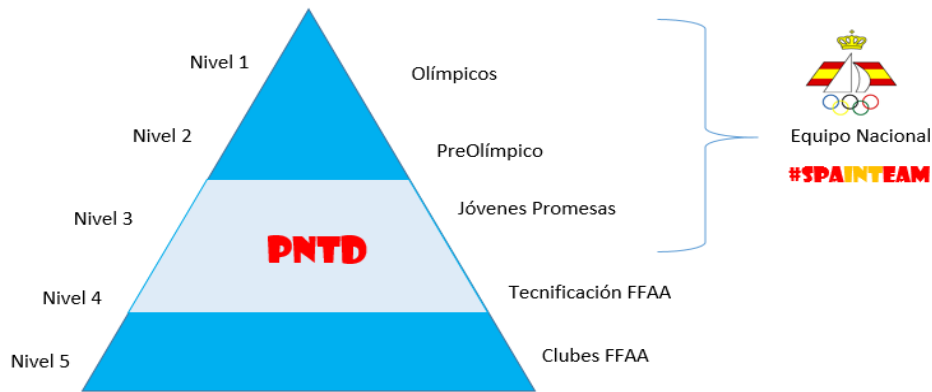 Nivel 1
Olímpicos
Nivel 2
PreOlímpico
Equipo Nacional
#SPAINTEAM
Nivel 3
Jóvenes Promesas
PNTD
Nivel 4
Tecnificación FFAA
Nivel 5
Clubes FFAA